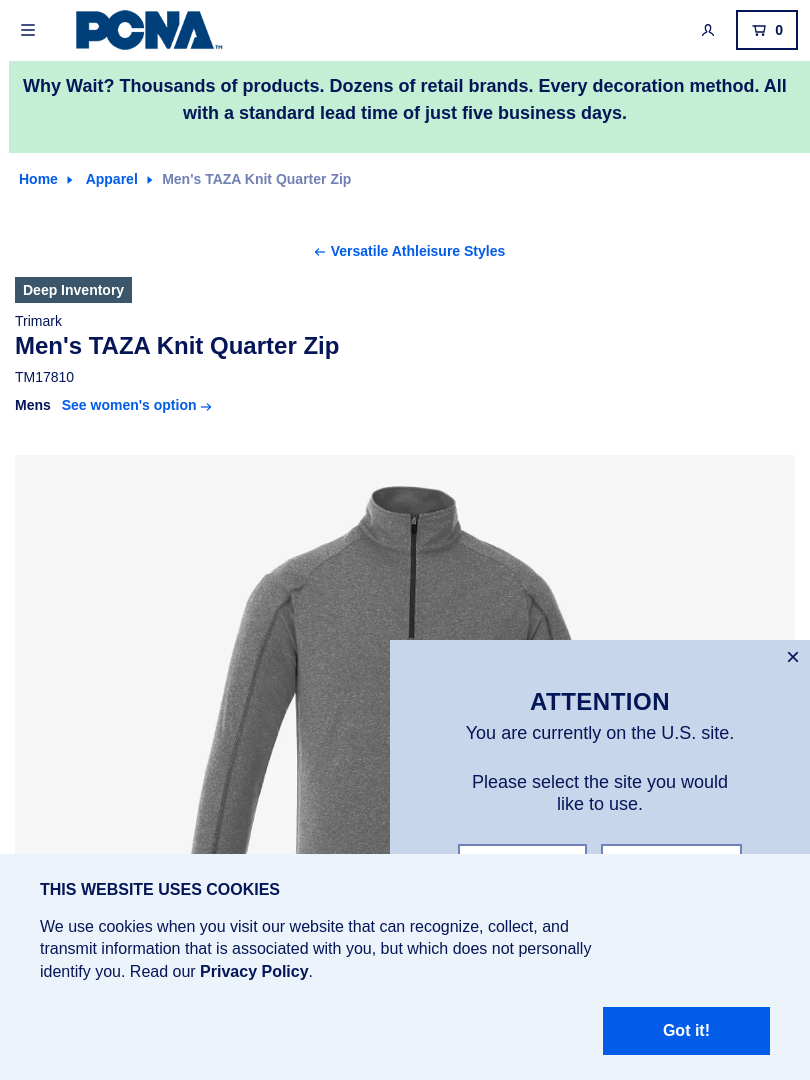 PCNA™
0
Why Wait? Thousands of products. Dozens of retail brands. Every decoration method. All
with a standard lead time of just five business days.
Home Apparel Men's TAZA Knit Quarter Zip
← Versatile Athleisure Styles
Deep Inventory
Trimark
Men's TAZA Knit Quarter Zip
TM17810
Mens See women's option →
ATTENTION
You are currently on the U.S. site.
Please select the site you would
like to use.
THIS WEBSITE USES COOKIES
We use cookies when you visit our website that can recognize, collect, and
transmit information that is associated with you, but which does not personally
identify you. Read our Privacy Policy.
Got it!